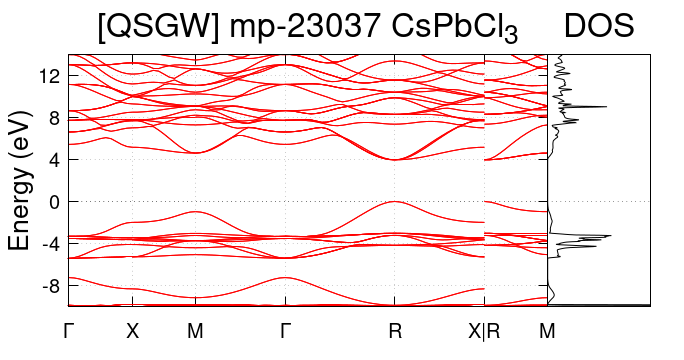 [QSGW] mp-23037 CsPbCl₃ DOS
12
8
4
0
-4
-8
Energy (eV)
Γ X M Γ R X|R M